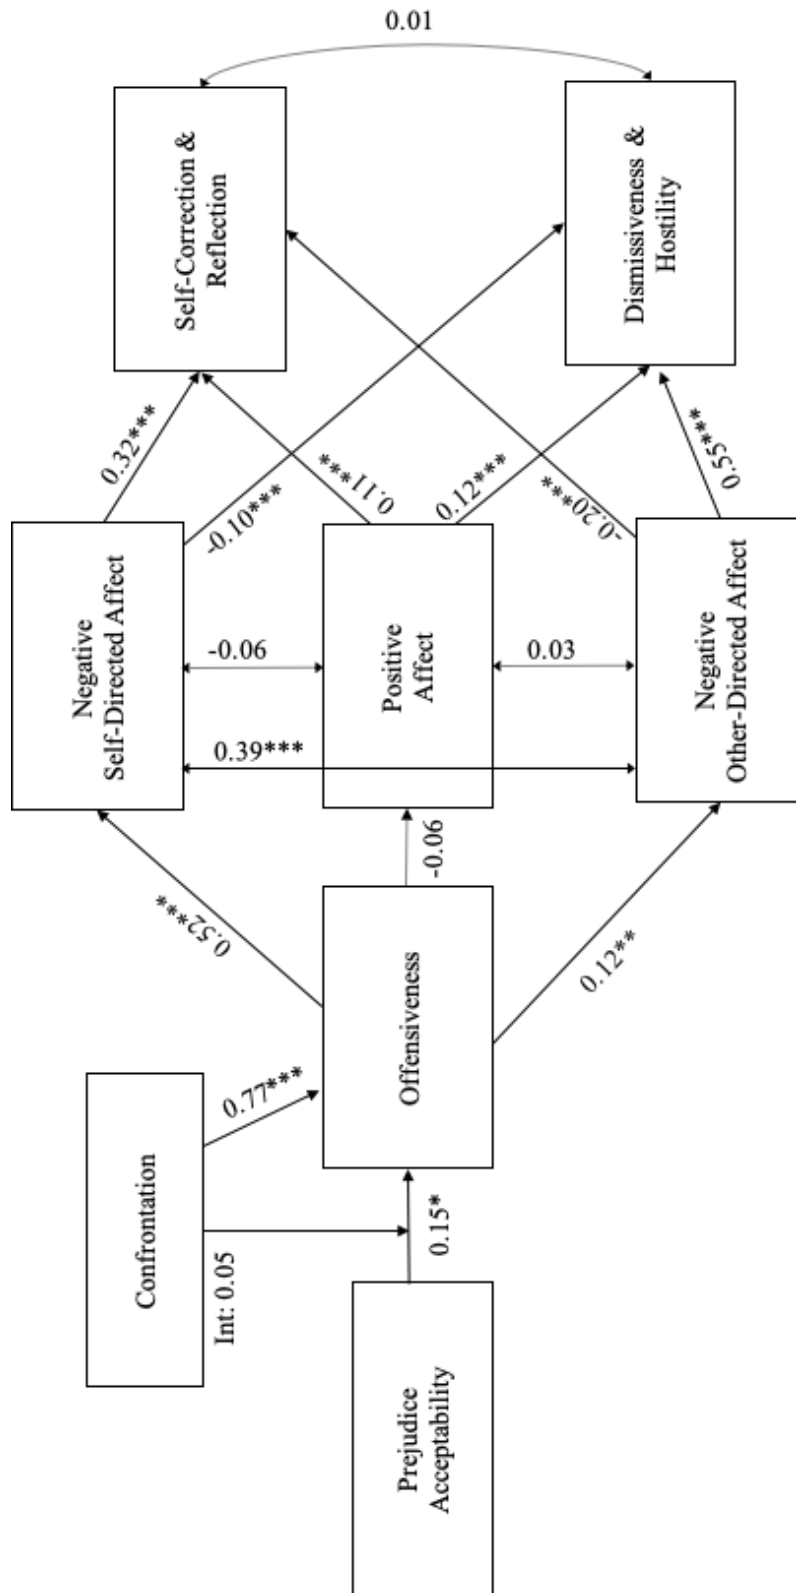 Confrontation
Int: 0.05
0.77***
Prejudice
Acceptability
0.15*
Offensiveness
0.52***
-0.06
0.12**
Negative
Self-Directed Affect
-0.06
0.39***
Positive
Affect
0.03
Negative
Other-Directed Affect
0.32***
-0.10***
0.11***
0.12***
-0.20***
0.55***
Self-Correction &
Reflection
Dismissiveness &
Hostility
0.01